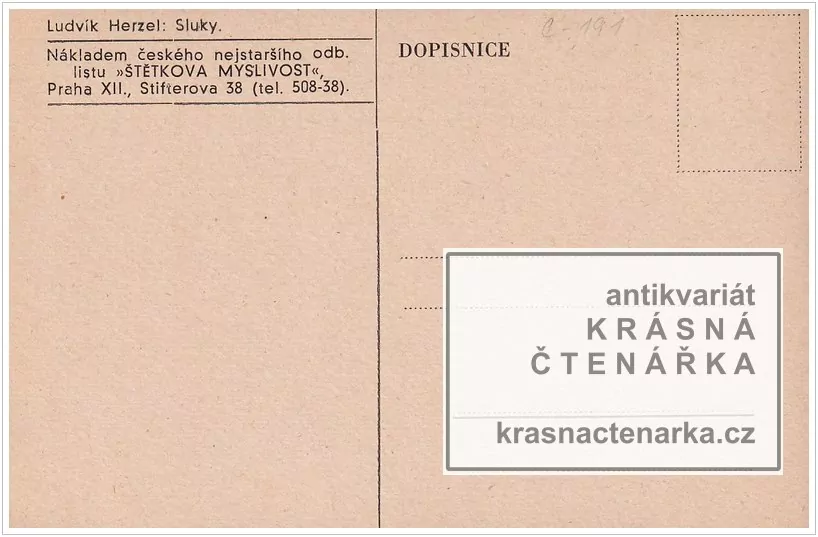 Ludvík Herzel: Sluky.
Nákladem českého nejstaršího odb.
listu »ŠTĚTKOVA MYSLIVOST«,
Praha XII., Stifterova 38 (tel. 508-38).
DOPISNICE
č - 191
antikvariát
KRÁSNÁ
ČTENÁŘKA
krasnactenarka.cz